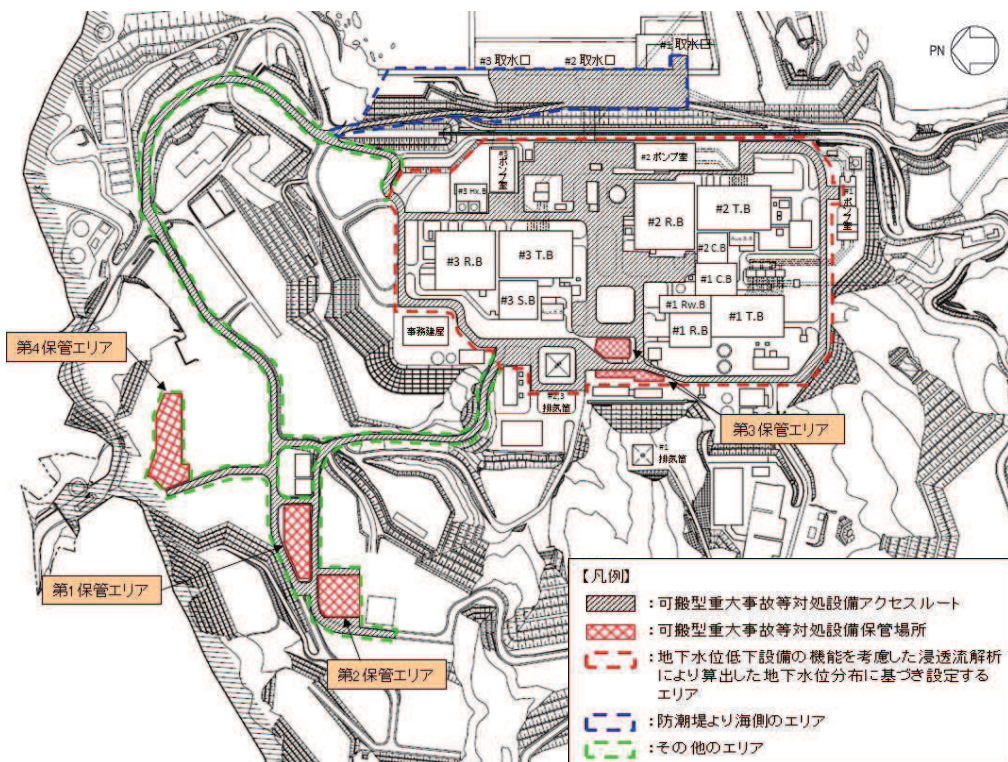 #1 取水口
#3 取水口
#2 取水口
PN
#3
ポンプ室
#2 ポンプ室
#1
ポンプ室
#3 Hx.B
#2 R.B
#2 T.B
#2 C.B
#3 R.B
#3 T.B
#1 C.B
#3 S.B
#1 Rw.B
#1 T.B
#1 R.B
事務建屋
第4保管エリア
#2,3
排気筒
第3保管エリア
#1
排気筒
第1保管エリア
第2保管エリア
【凡例】
:可搬型重大事故等対処設備アクセスルート
:可搬型重大事故等対処設備保管場所
:地下水位低下設備の機能を考慮した浸透流解析
により算出した地下水位分布に基づき設定する
エリア
:防潮堤より海側のエリア
:その他のエリア